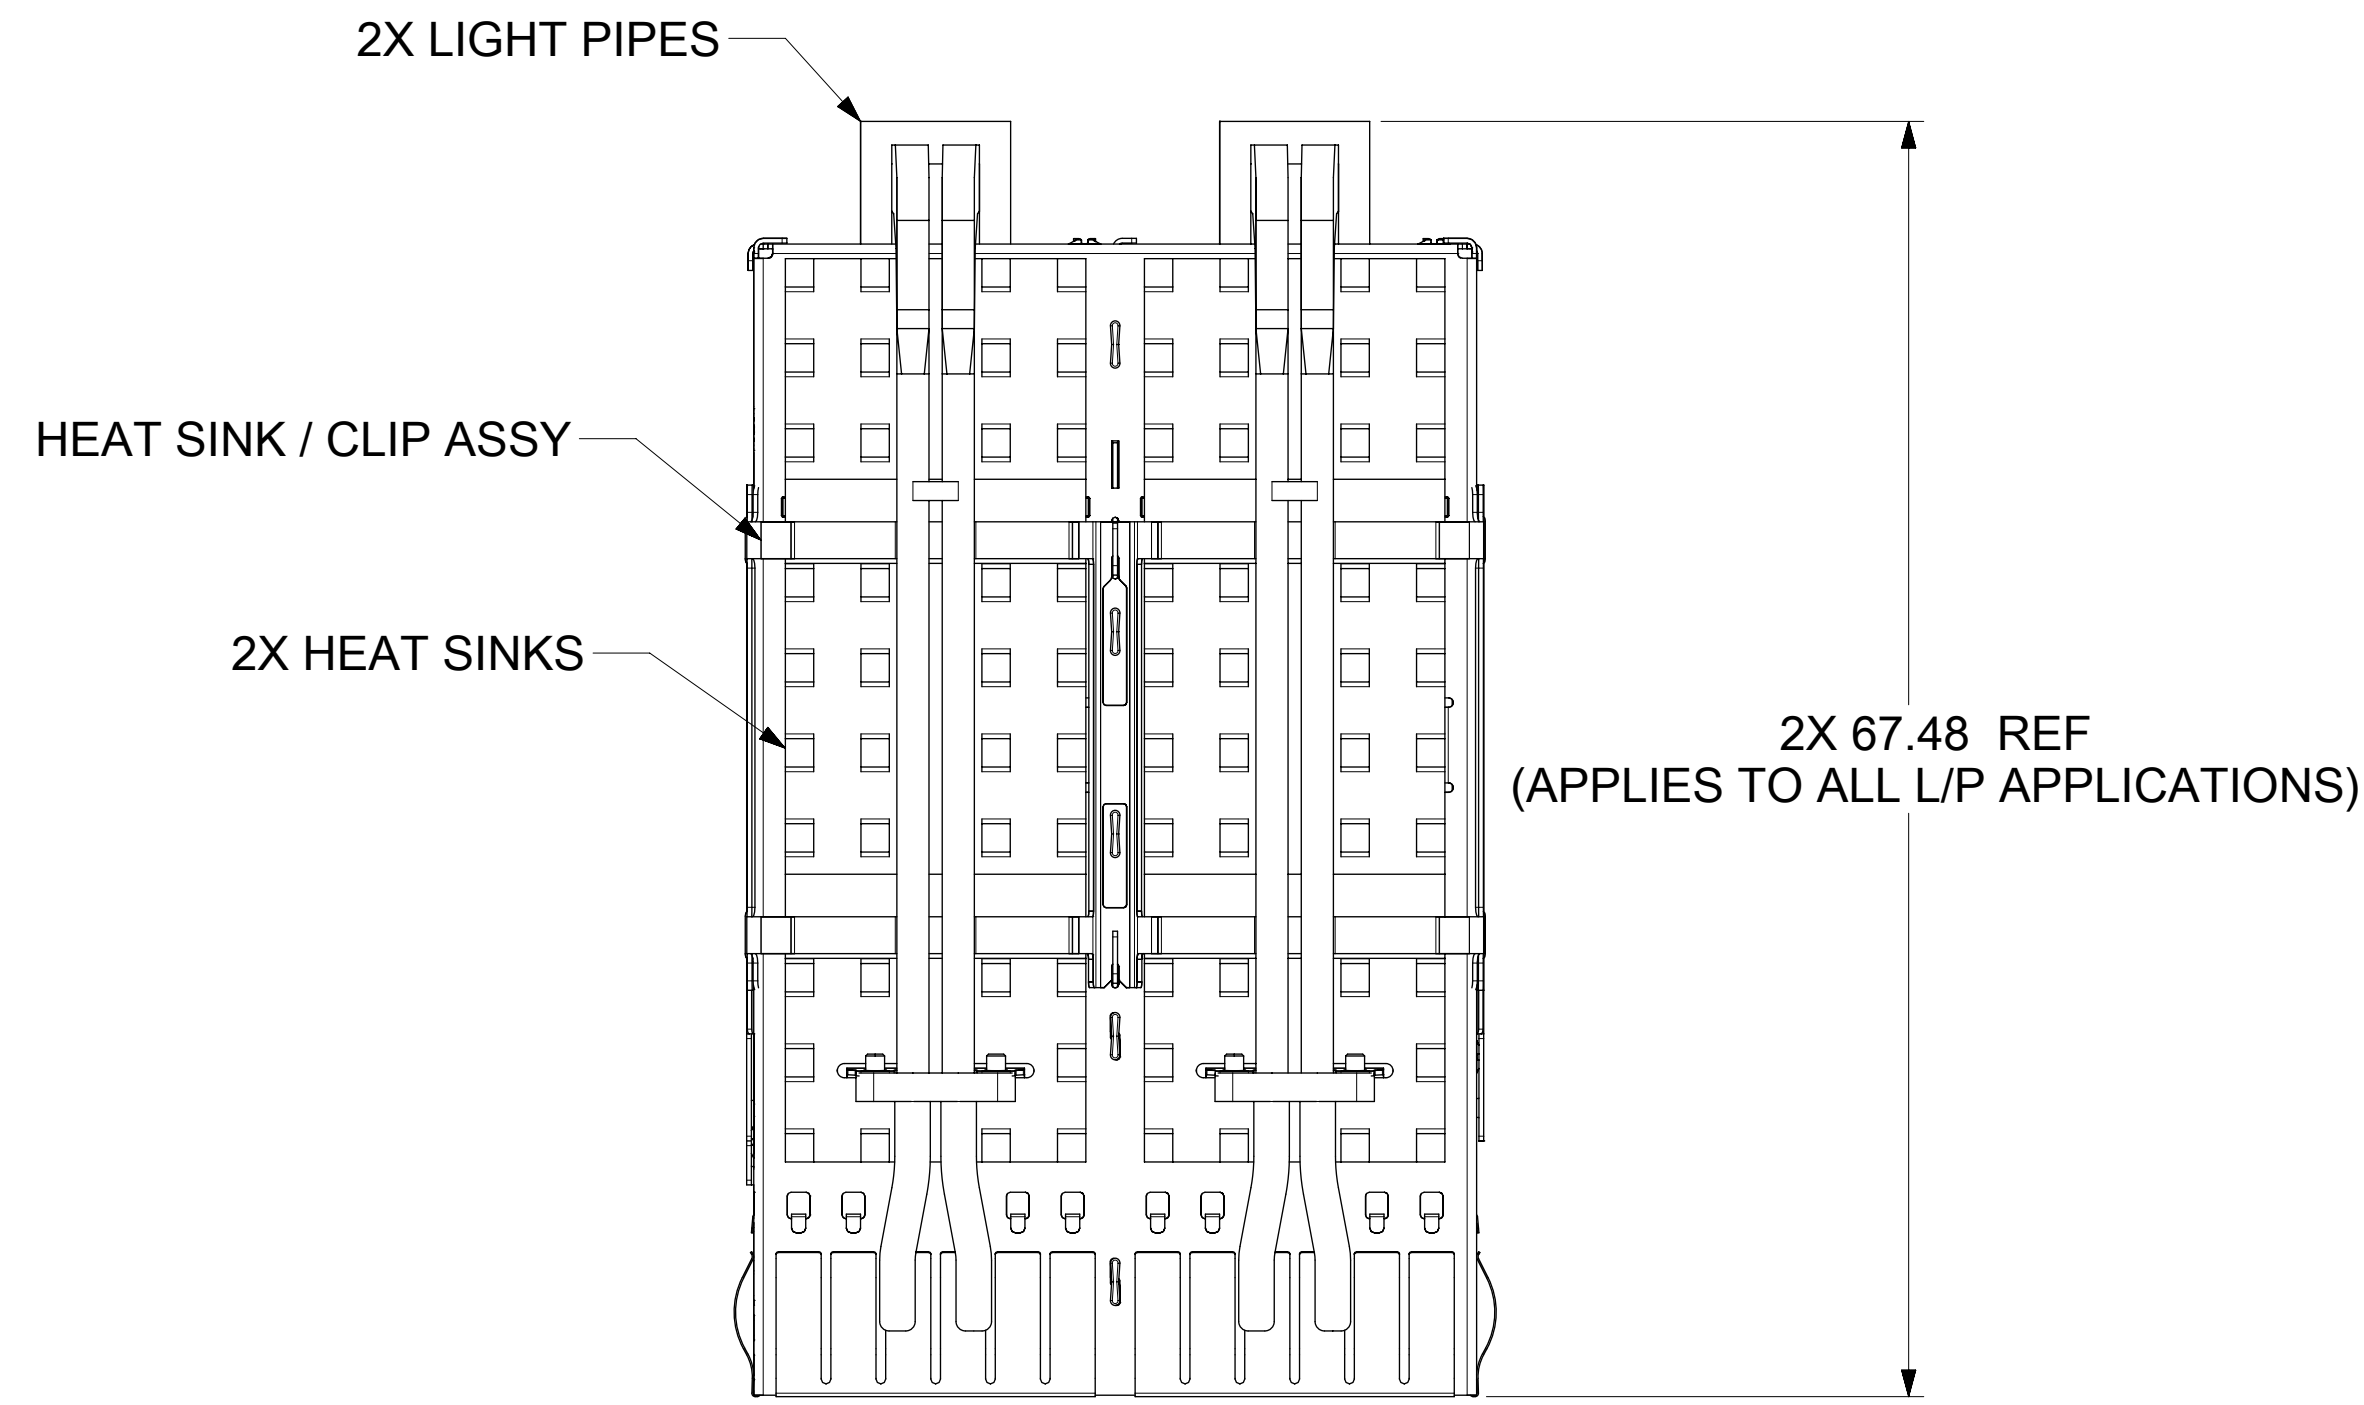 2X LIGHT PIPES
HEAT SINK / CLIP ASSY
2X HEAT SINKS
2X 67.48 REF
(APPLIES TO ALL L/P APPLICATIONS)